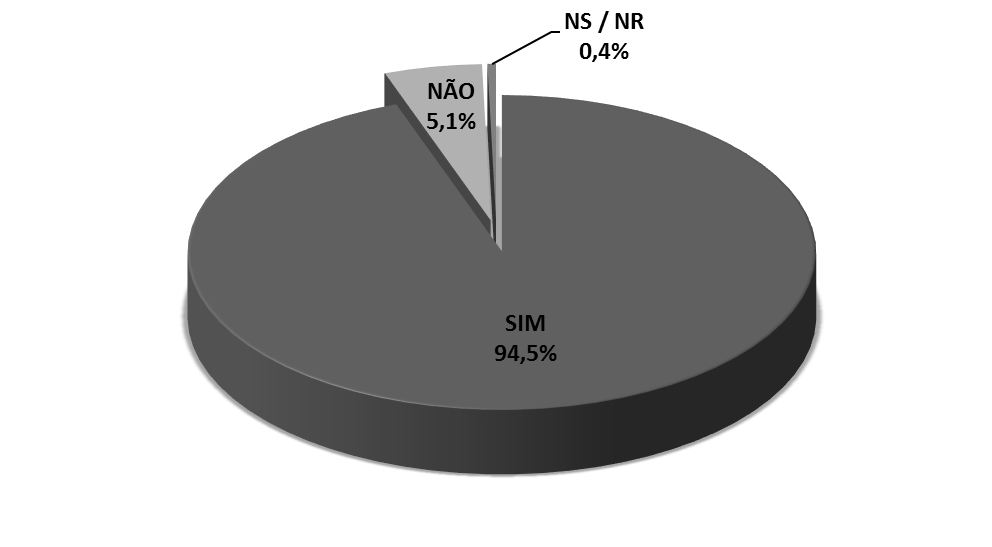 NS / NR
0,4%
NÃO
5,1%
SIM
94,5%